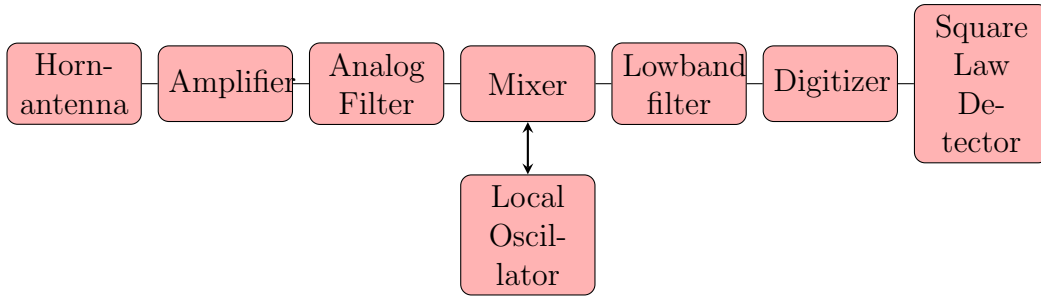 Horn-
antenna
Amplifier
Analog
Filter
Mixer
Lowband
filter
Digitizer
Square
Law
De-
tector
Local
Oscil-
lator